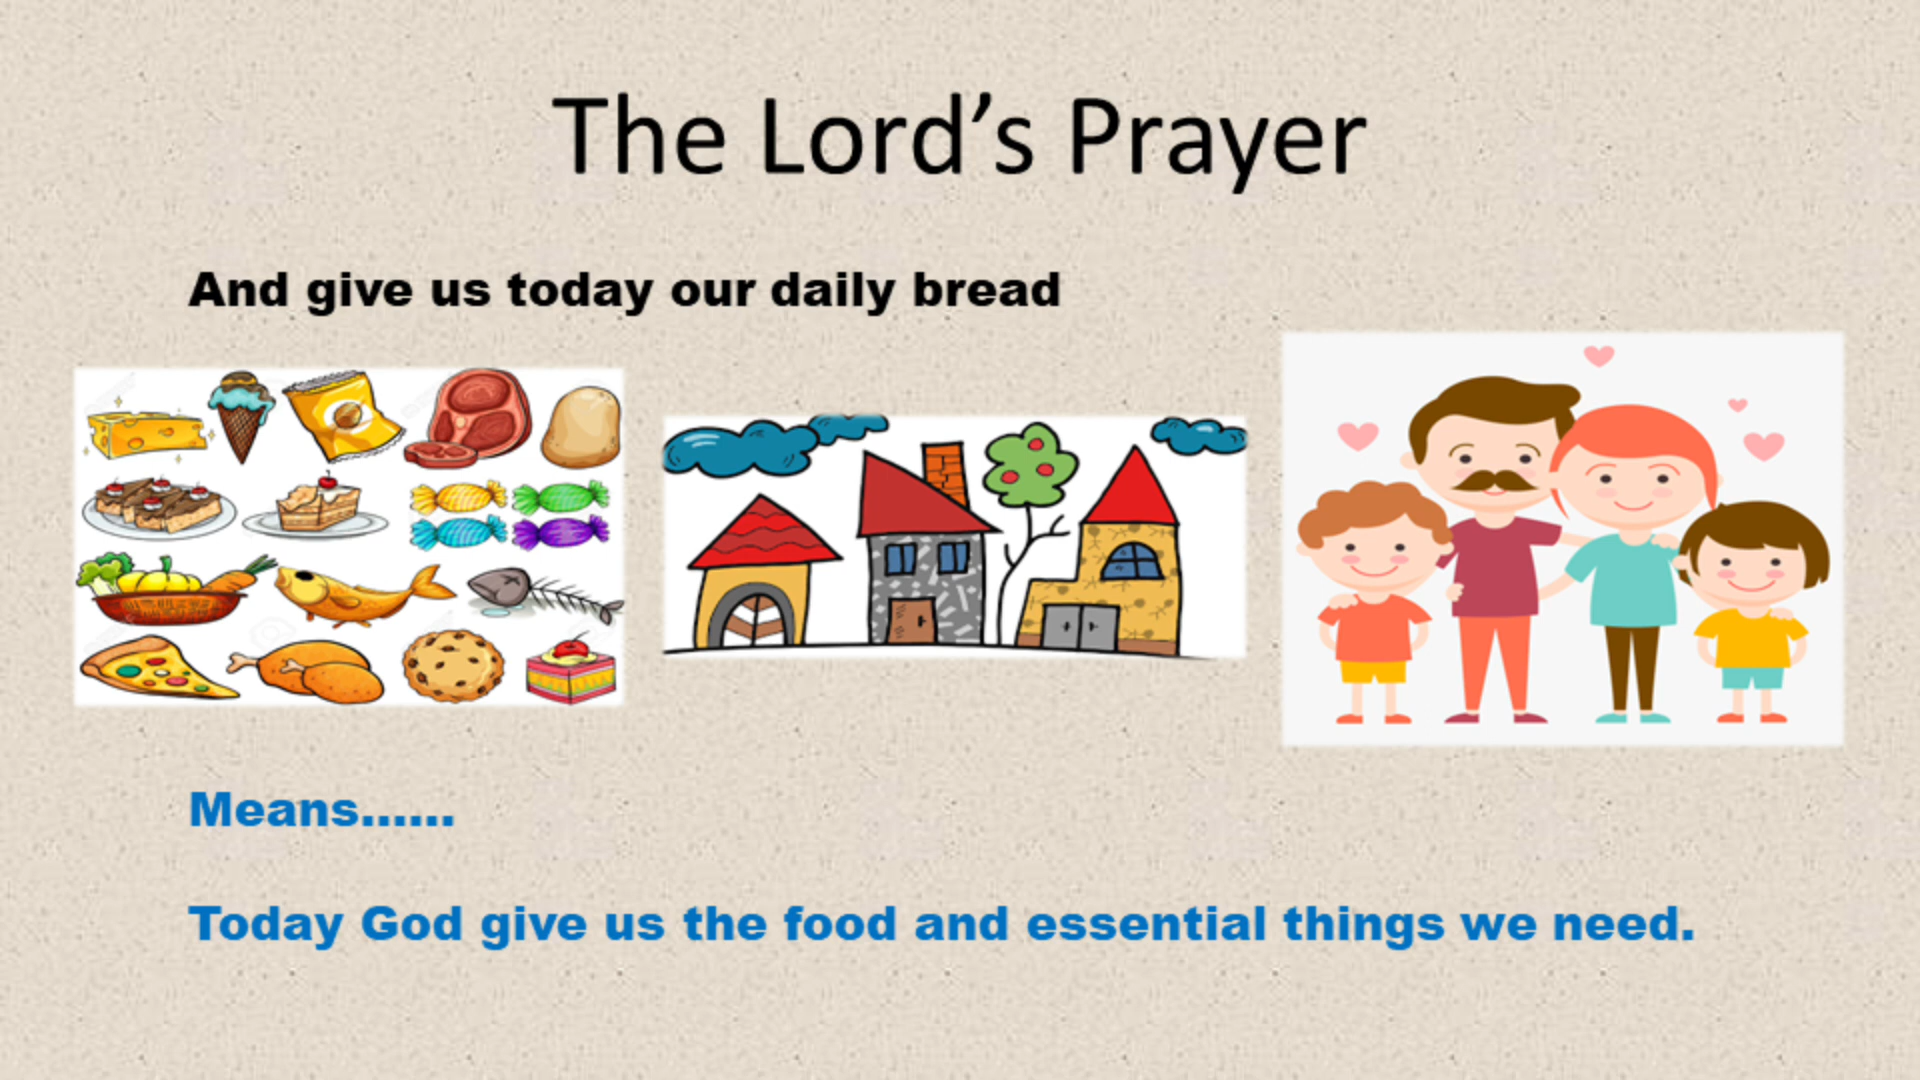 The Lord’s Prayer
And give us today our daily bread
Means......
Today God give us the food and essential things we need.